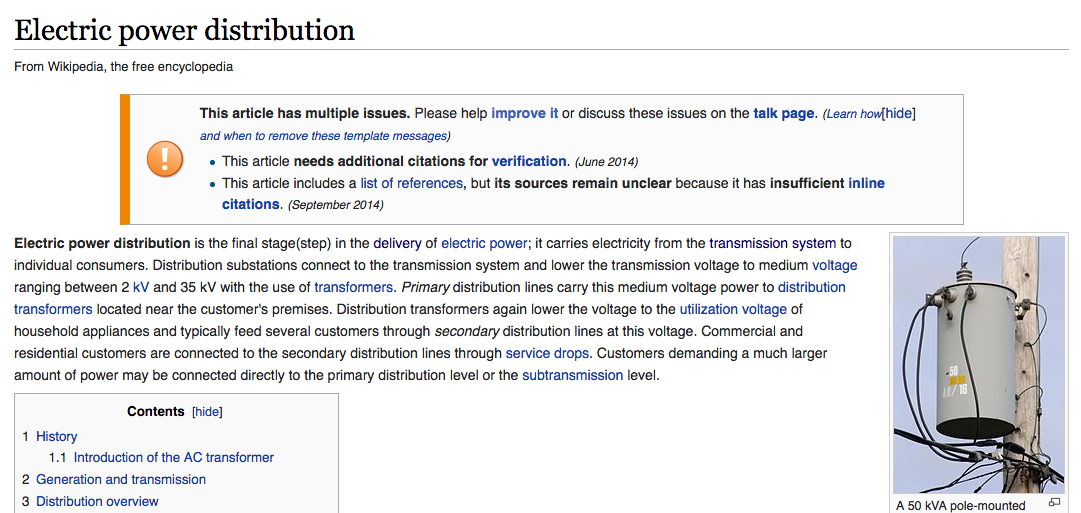 Electric power distribution
From Wikipedia, the free encyclopedia
This article has multiple issues. Please help improve it or discuss these issues on the talk page. (Learn how[hide]
and when to remove these template messages)
• This article needs additional citations for verification. (June 2014)
• This article includes a list of references, but its sources remain unclear because it has insufficient inline
citations. (September 2014)
Electric power distribution is the final stage(step) in the delivery of electric power; it carries electricity from the transmission system to
individual consumers. Distribution substations connect to the transmission system and lower the transmission voltage to medium voltage
ranging between 2 kV and 35 kV with the use of transformers. Primary distribution lines carry this medium voltage power to distribution
transformers located near the customer's premises. Distribution transformers again lower the voltage to the utilization voltage of
household appliances and typically feed several customers through secondary distribution lines at this voltage. Commercial and
residential customers are connected to the secondary distribution lines through service drops. Customers demanding a much larger
amount of power may be connected directly to the primary distribution level or the subtransmission level.
50
Contents [hide]
1 History
1.1 Introduction of the AC transformer
2 Generation and transmission
3 Distribution overview
A 50 kVA pole-mounted